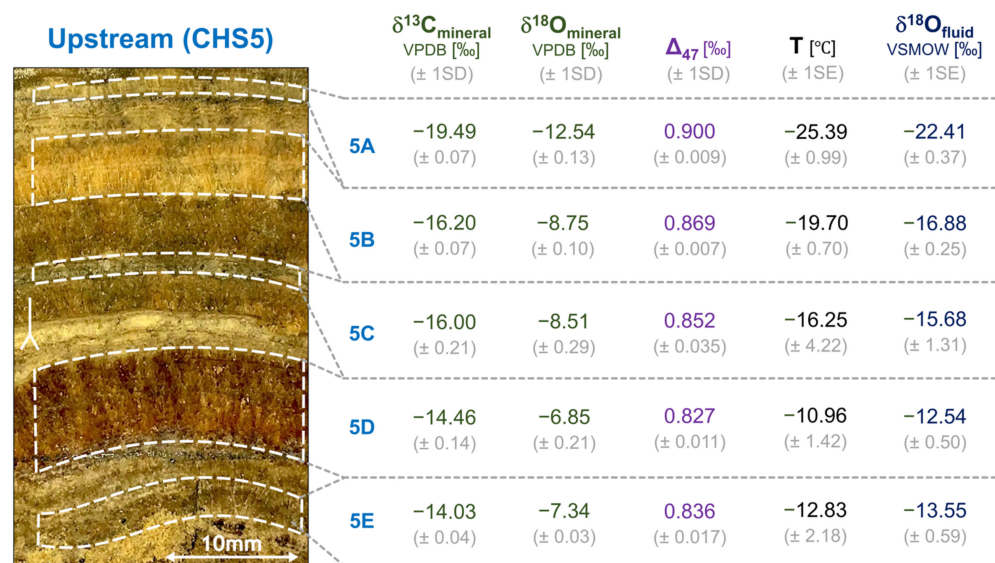 Upstream (CHS5)
δ¹³Cmineral δ¹⁸Omineral Δ₄₇ [‰] T [℃] δ¹⁸Ofluid
VPDB [‰] VPDB [‰] VSMOW [‰]
(± 1SD) (± 1SD) (± 1SD) (± 1SE) (± 1SE)
5A −19.49 −12.54 0.900 −25.39 −22.41
(± 0.07) (± 0.13) (± 0.009) (± 0.99) (± 0.37)
5B −16.20 −8.75 0.869 −19.70 −16.88
(± 0.07) (± 0.10) (± 0.007) (± 0.70) (± 0.25)
5C −16.00 −8.51 0.852 −16.25 −15.68
(± 0.21) (± 0.29) (± 0.035) (± 4.22) (± 1.31)
5D −14.46 −6.85 0.827 −10.96 −12.54
(± 0.14) (± 0.21) (± 0.011) (± 1.42) (± 0.50)
5E −14.03 −7.34 0.836 −12.83 −13.55
(± 0.04) (± 0.03) (± 0.017) (± 2.18) (± 0.59)
10mm